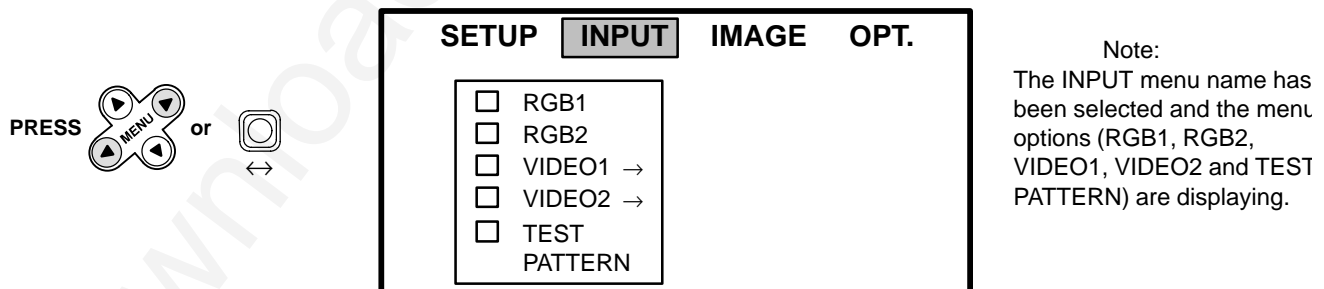 SETUP INPUT IMAGE OPT.
PRESS MENU or
↔
RGB1
RGB2
VIDEO1 →
VIDEO2 →
TEST
PATTERN
Note:
The INPUT menu name has
been selected and the menu
options (RGB1, RGB2,
VIDEO1, VIDEO2 and TEST
PATTERN) are displaying.